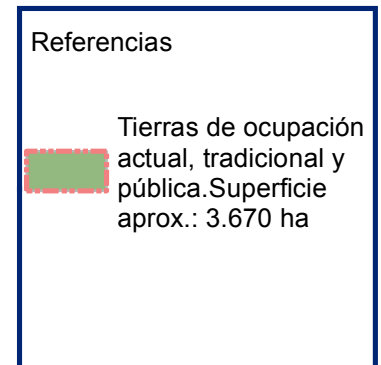 Referencias
Tierras de ocupación
actual, tradicional y
pública.Superficie
aprox.: 3.670 ha